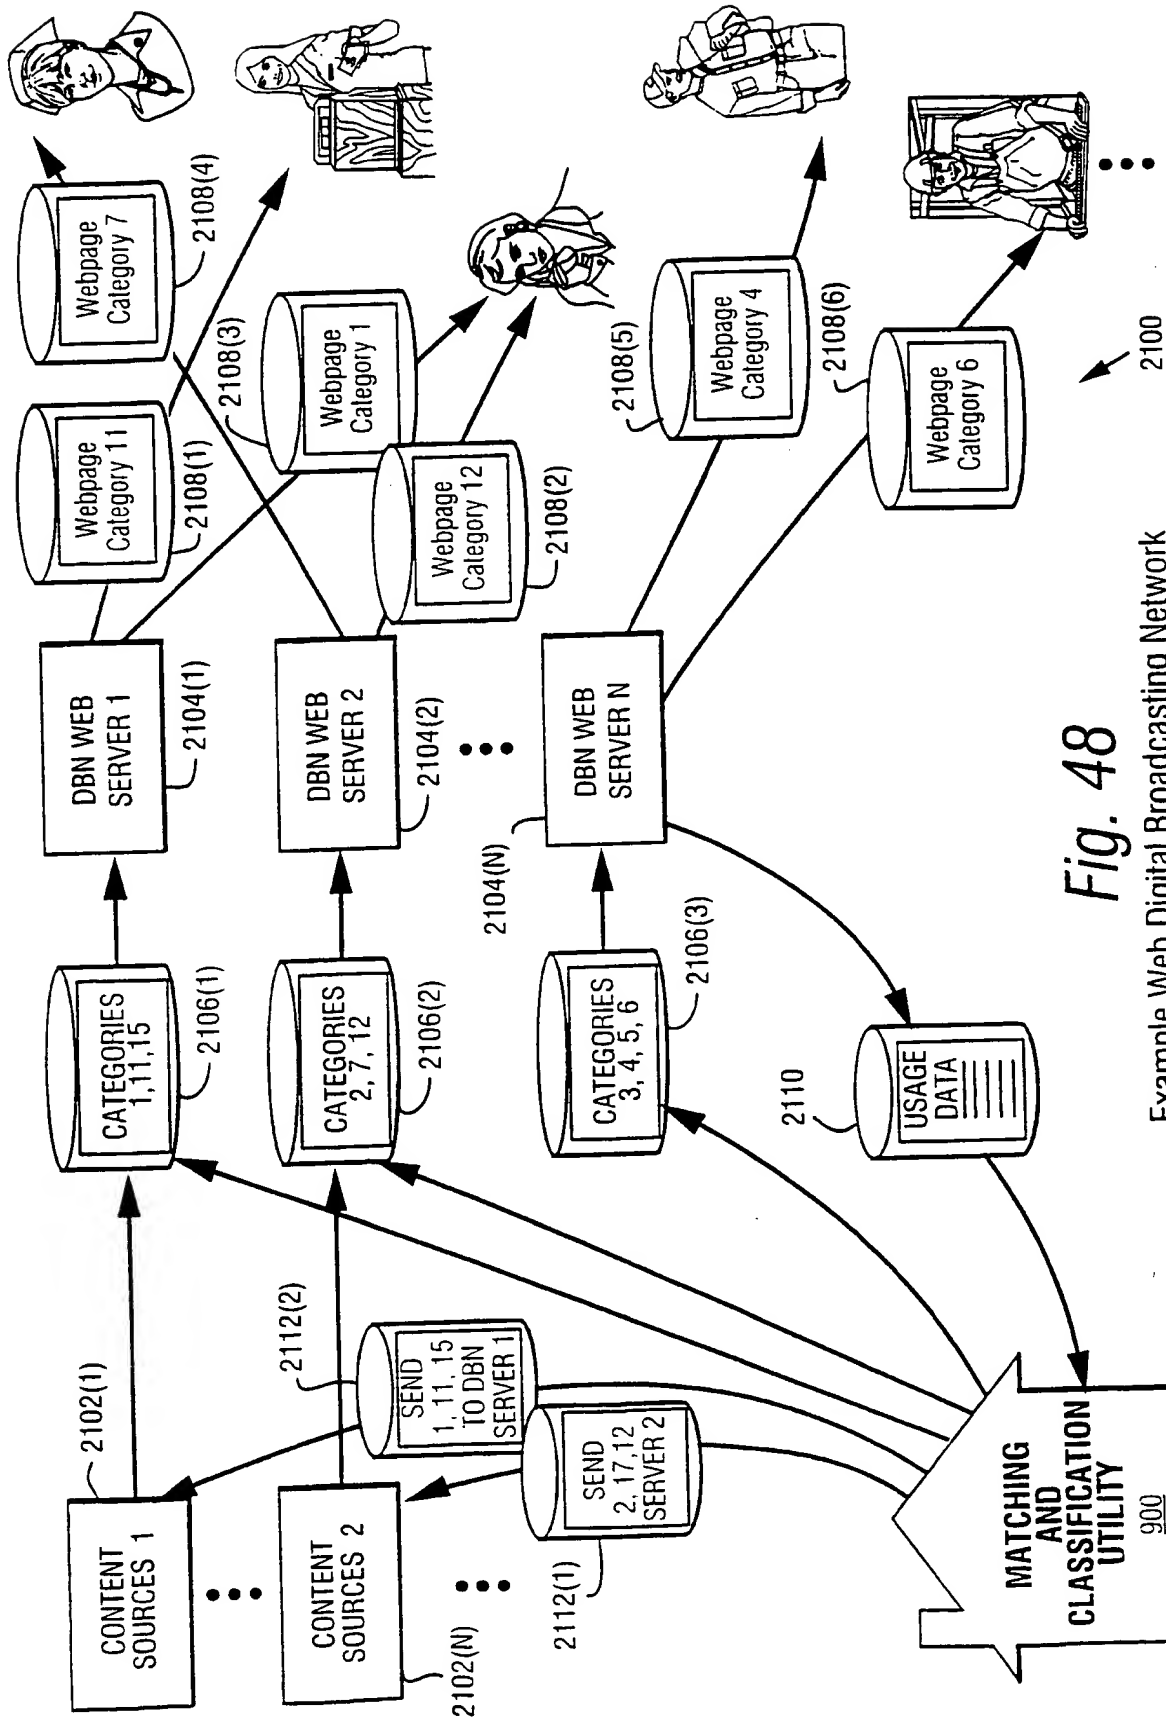 CONTENT
SOURCES 1
2102(1)
CONTENT
SOURCES 2
2102(N)
2112(2)
SEND
1, 11, 15
TO DBN
SERVER 1
SEND
2, 17,12
SERVER 2
2112(1)
MATCHING
AND
CLASSIFICATION
UTILITY
900
CATEGORIES
1,11,15
2106(1)
CATEGORIES
2, 7, 12
2106(2)
CATEGORIES
3, 4, 5, 6
2106(3)
2110
USAGE
DATA
DBN WEB
SERVER 1
2104(1)
DBN WEB
SERVER 2
2104(2)
DBN WEB
SERVER N
2104(N)
Webpage
Category 11
2108(1)
Webpage
Category 7
2108(4)
2108(3)
Webpage
Category 1
Webpage
Category 12
2108(2)
2108(5)
Webpage
Category 4
2108(6)
Webpage
Category 6
2100
Fig. 48
Example Web Digital Broadcasting Network